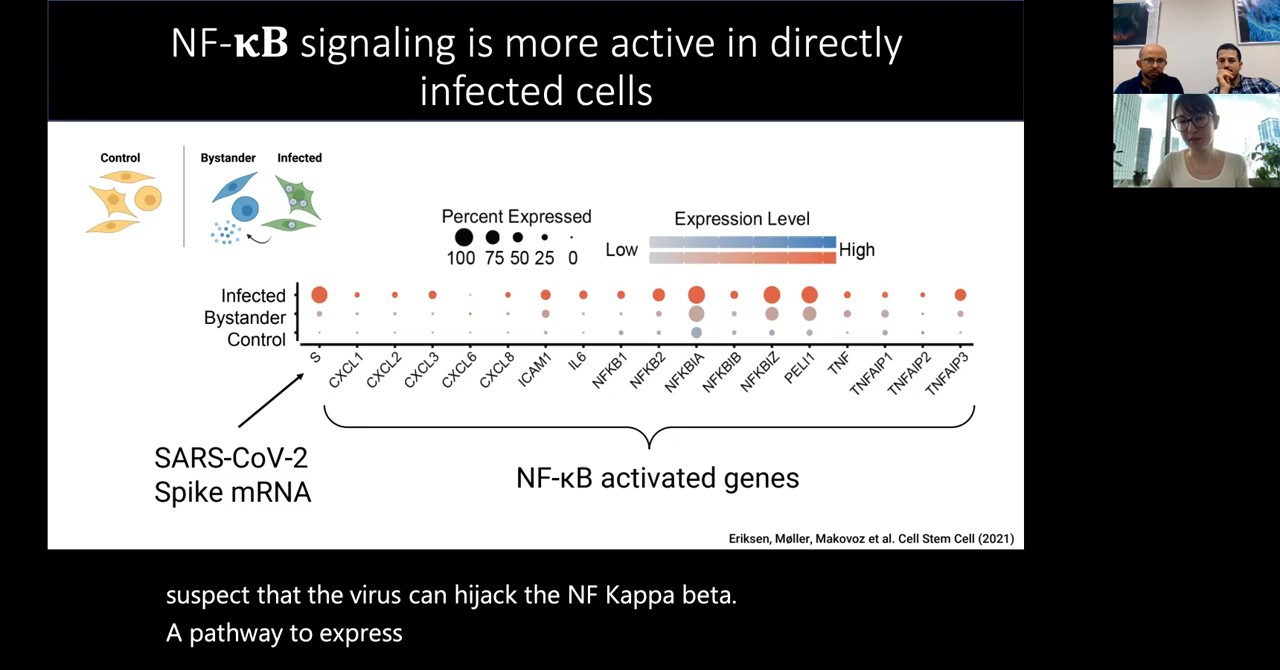 NF-κB signaling is more active in directly
infected cells
Control
Bystander
Infected
Percent Expressed
100 75 50 25 0
Expression Level
Low
High
Infected
Bystander
Control
S
CXCL1
CXCL2
CXCL3
CXCL6
CXCL8
ICAM1
IL6
NFKB1
NFKB2
NFKBIA
NFKBIB
NFKBIZ
PELI1
TNF
TNFAIP1
TNFAIP2
TNFAIP3
SARS-CoV-2
Spike mRNA
NF-κB activated genes
Eriksen, Møller, Makovoz et al. Cell Stem Cell (2021)
suspect that the virus can hijack the NF Kappa beta.
A pathway to express